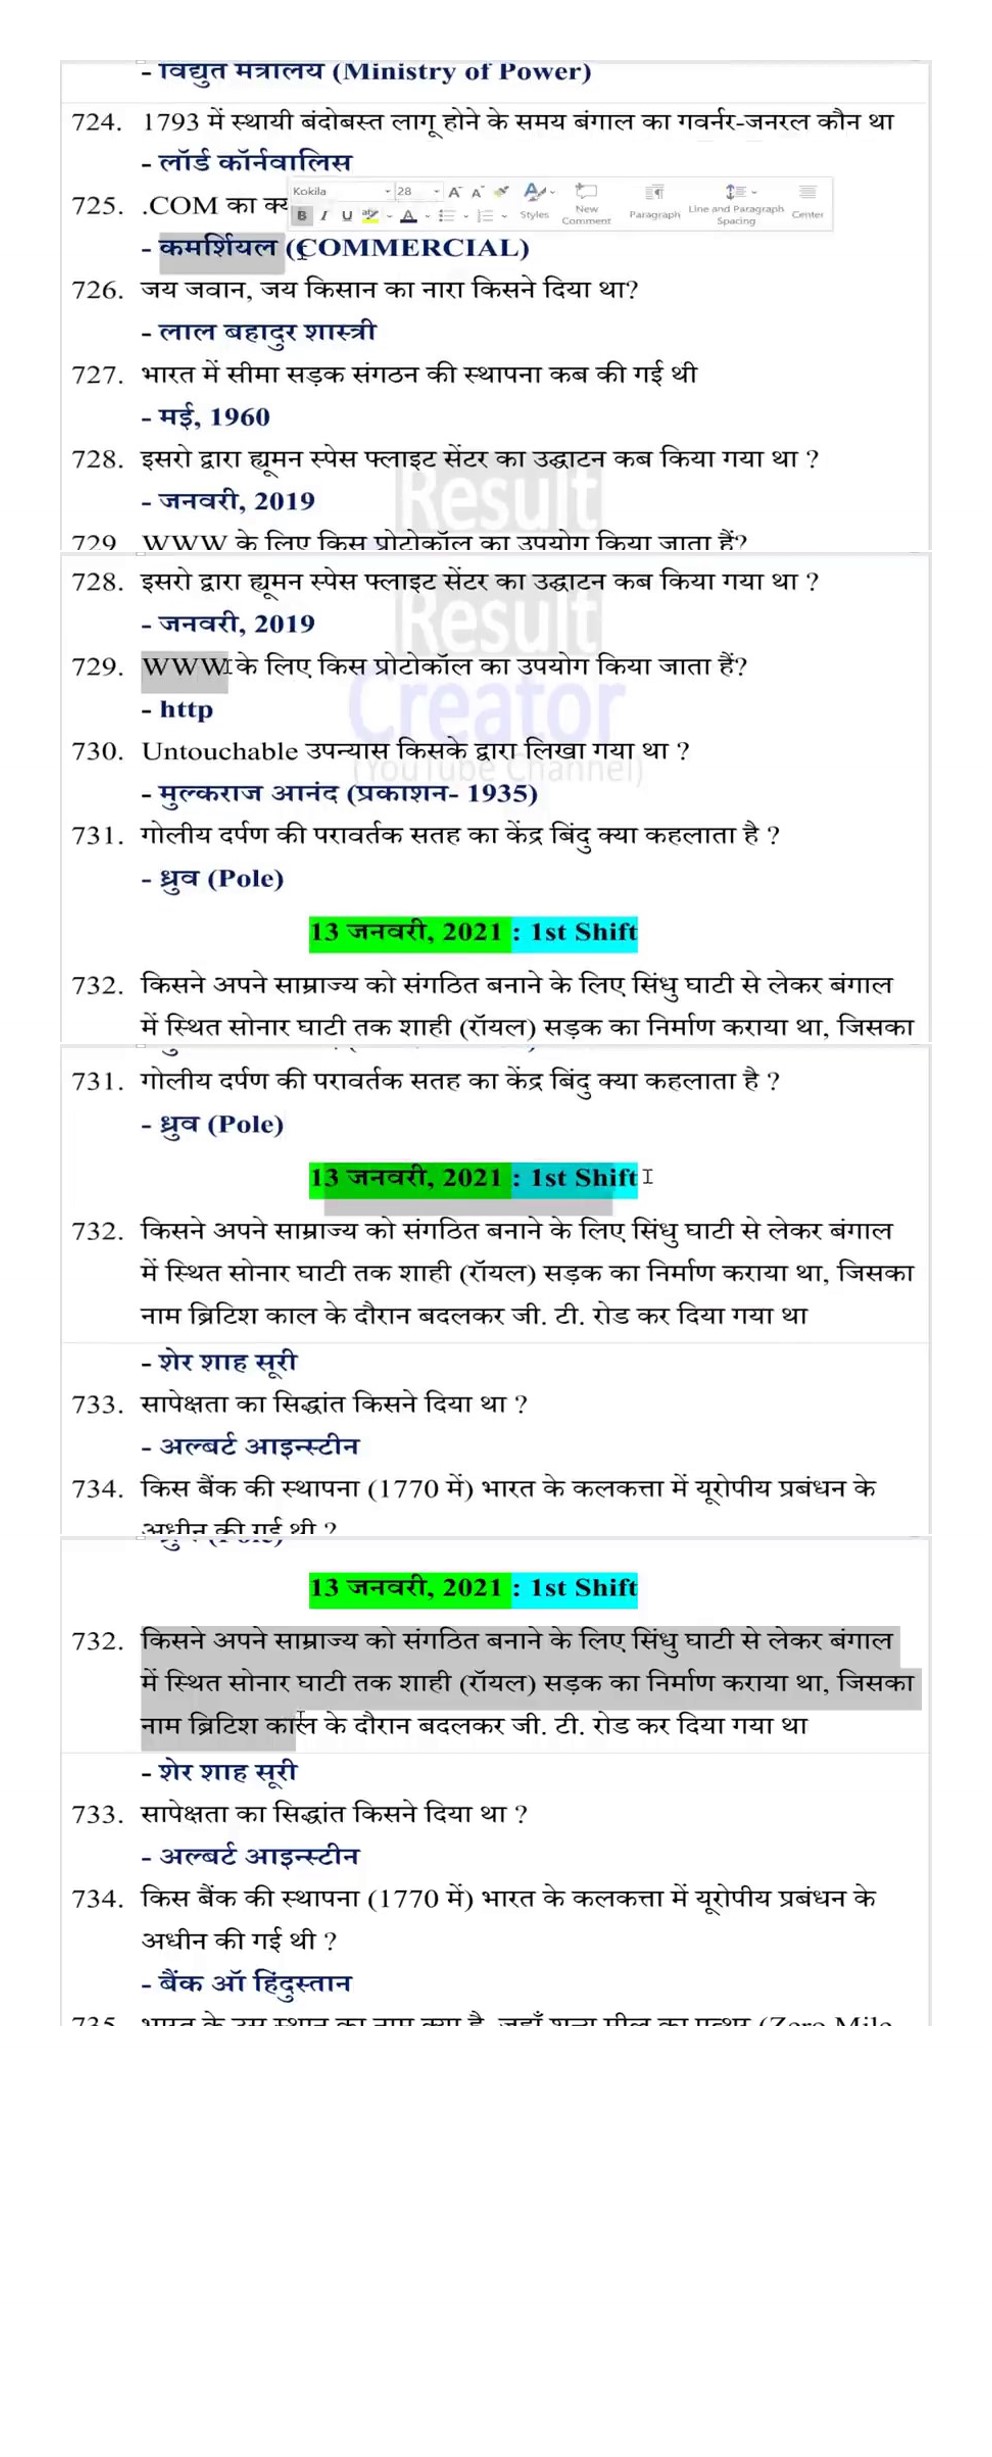 - विद्युत मंत्रालय (Ministry of Power)
724. 1793 में स्थायी बंदोबस्त लागू होने के समय बंगाल का गवर्नर-जनरल कौन था
- लॉर्ड कॉर्नवालिस
Kokila 28 A A Styles New Comment Paragraph Line and Paragraph Spacing Center
B I U
725. .COM का
- कमर्शियल (COMMERCIAL)
726. जय जवान, जय किसान का नारा किसने दिया था?
- लाल बहादुर शास्त्री
727. भारत में सीमा सड़क संगठन की स्थापना कब की गई थी
- मई, 1960
728. इसरो द्वारा ह्यूमन स्पेस फ्लाइट सेंटर का उद्घाटन कब किया गया था ?
Result
- जनवरी, 2019
729. WWW के लिए किस प्रोटोकॉल का उपयोग किया जाता हैं?
728. इसरो द्वारा ह्यूमन स्पेस फ्लाइट सेंटर का उद्घाटन कब किया गया था ?
Result
- जनवरी, 2019
729. WWW के लिए किस प्रोटोकॉल का उपयोग किया जाता हैं?
Creator
- http
730. Untouchable उपन्यास किसके द्वारा लिखा गया था ?
(YouTube Channel)
- मुल्कराज आनंद (प्रकाशन- 1935)
731. गोलीय दर्पण की परावर्तक सतह का केंद्र बिंदु क्या कहलाता है ?
- ध्रुव (Pole)
13 जनवरी, 2021 : 1st Shift
732. किसने अपने साम्राज्य को संगठित बनाने के लिए सिंधु घाटी से लेकर बंगाल
में स्थित सोनार घाटी तक शाही (रॉयल) सड़क का निर्माण कराया था, जिसका
731. गोलीय दर्पण की परावर्तक सतह का केंद्र बिंदु क्या कहलाता है ?
- ध्रुव (Pole)
13 जनवरी, 2021 : 1st Shift
732. किसने अपने साम्राज्य को संगठित बनाने के लिए सिंधु घाटी से लेकर बंगाल
में स्थित सोनार घाटी तक शाही (रॉयल) सड़क का निर्माण कराया था, जिसका
नाम ब्रिटिश काल के दौरान बदलकर जी. टी. रोड कर दिया गया था
- शेर शाह सूरी
733. सापेक्षता का सिद्धांत किसने दिया था ?
- अल्बर्ट आइन्स्टीन
734. किस बैंक की स्थापना (1770 में) भारत के कलकत्ता में यूरोपीय प्रबंधन के
अधीन की गई थी ?
13 जनवरी, 2021 : 1st Shift
732. किसने अपने साम्राज्य को संगठित बनाने के लिए सिंधु घाटी से लेकर बंगाल
में स्थित सोनार घाटी तक शाही (रॉयल) सड़क का निर्माण कराया था, जिसका
नाम ब्रिटिश काल के दौरान बदलकर जी. टी. रोड कर दिया गया था
- शेर शाह सूरी
733. सापेक्षता का सिद्धांत किसने दिया था ?
- अल्बर्ट आइन्स्टीन
734. किस बैंक की स्थापना (1770 में) भारत के कलकत्ता में यूरोपीय प्रबंधन के
अधीन की गई थी ?
- बैंक ऑ हिंदुस्तान
735. भारत के उस स्थान का नाम क्या है, जहाँ शून्य मील का पत्थर (Zero Mile